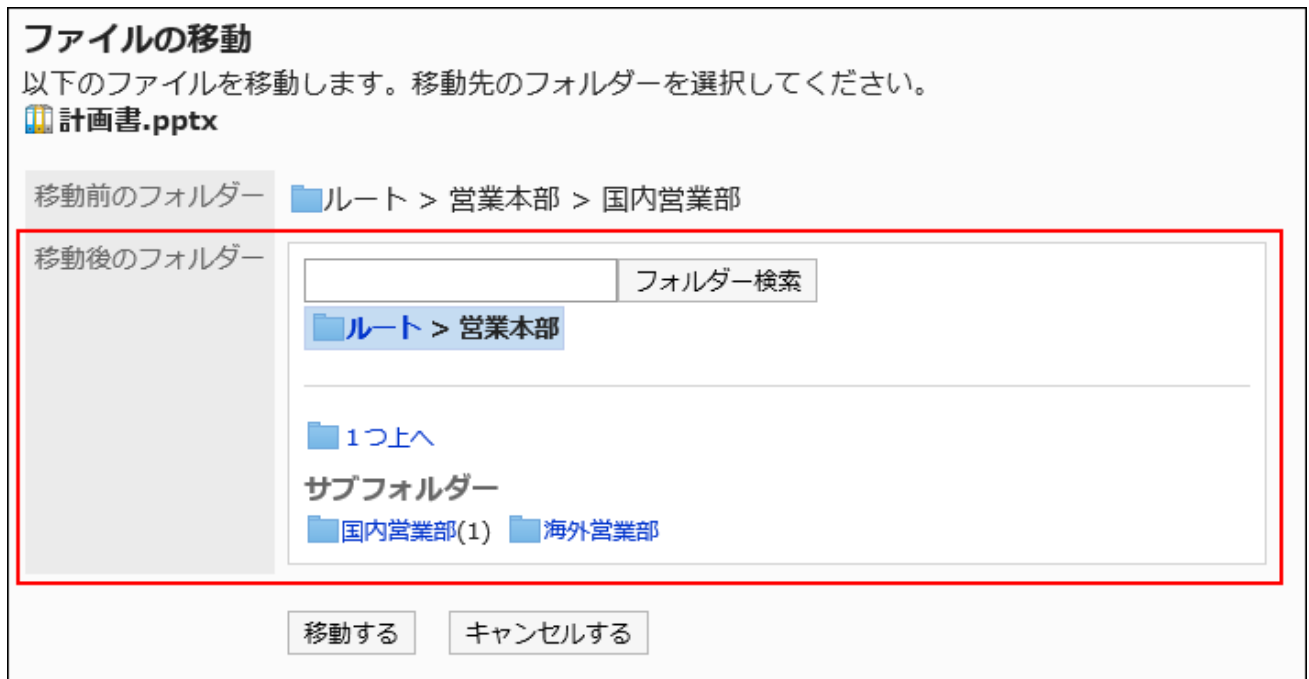 ファイルの移動
以下のファイルを移動します。移動先のフォルダーを選択してください。
計画書.pptx
移動前のフォルダー ルート > 営業本部 > 国内営業部
移動後のフォルダー
フォルダー検索
ルート > 営業本部
1つ上へ
サブフォルダー
国内営業部(1) 海外営業部
移動する キャンセルする